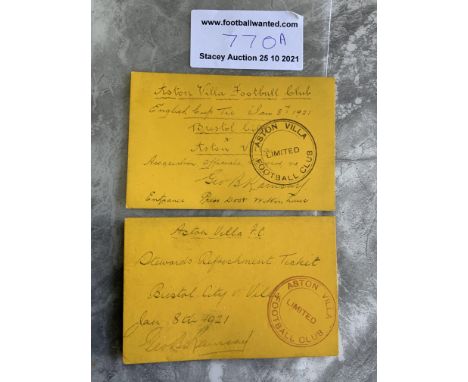 www.footballwanted.com
770A
Stacey Auction 25 10 2021
Aston Villa Football Club
English Cup Tie Jan 8th 1921
Bristol City
v
Aston V
ASTON VILLA
LIMITED
FOOTBALL CLUB
Geo B Ramsay
Entrance Press Door Witton Lane
Aston Villa F.C
Stewards Refreshment Ticket
Bristol City v Villa
Jan 8th 1921
Geo B Ramsay
ASTON VILLA
LIMITED
FOOTBALL CLUB